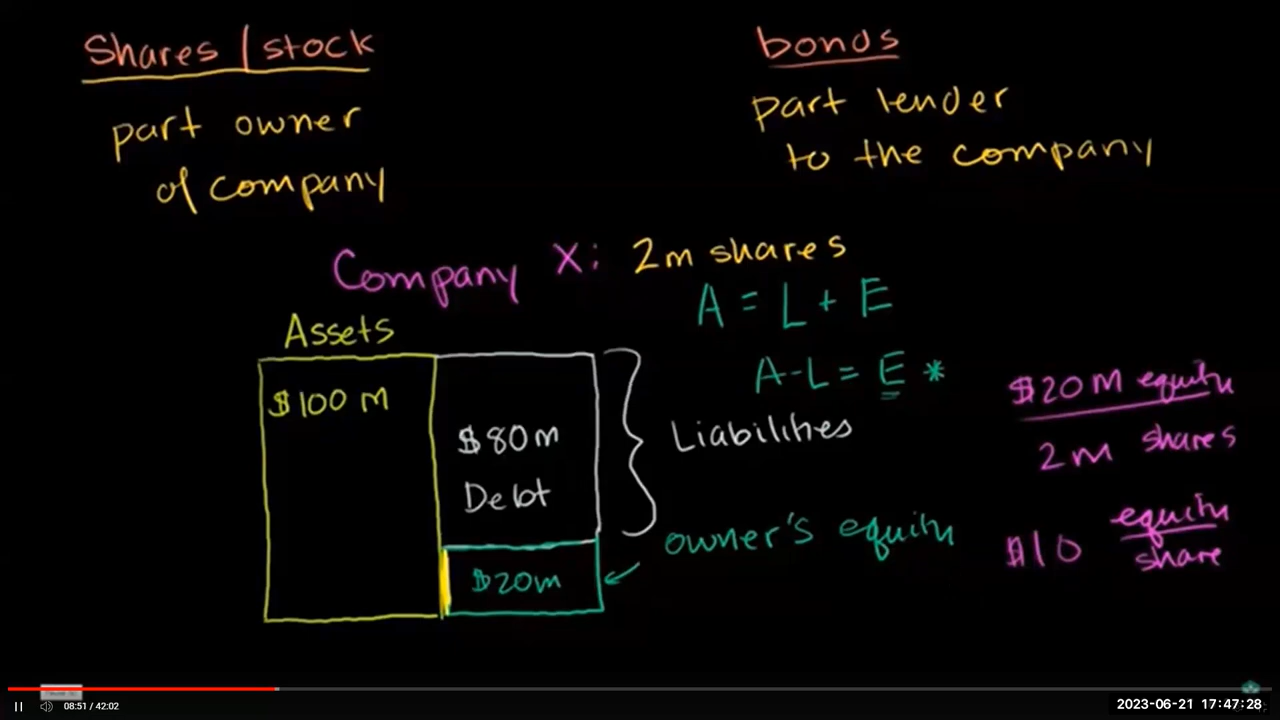 Shares / stock
part owner
of company
bonds
part lender
to the company
Company X: 2m shares
A = L + E
A-L = E *
Assets
$100 M
$80m
Debt
Liabilities
$20m
owner's equity
$20M equity
2m shares
$10 equity
share
08:51 / 42:02
2023-06-21 17:47:28